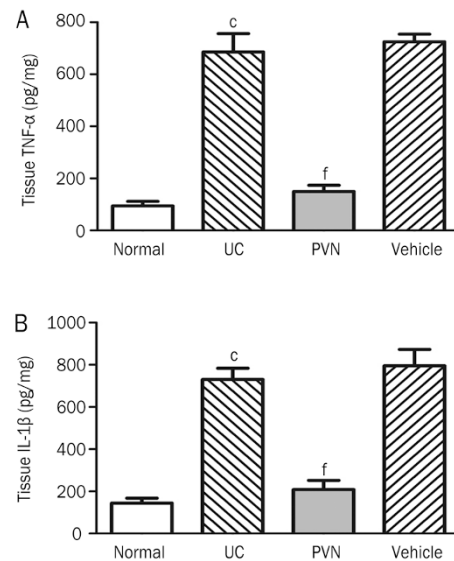 A
Tissue TNF-α (pg/mg)
800
600
400
200
0
c
f
Normal UC PVN Vehicle
B
Tissue IL-1β (pg/mg)
1000
800
600
400
200
0
c
f
Normal UC PVN Vehicle